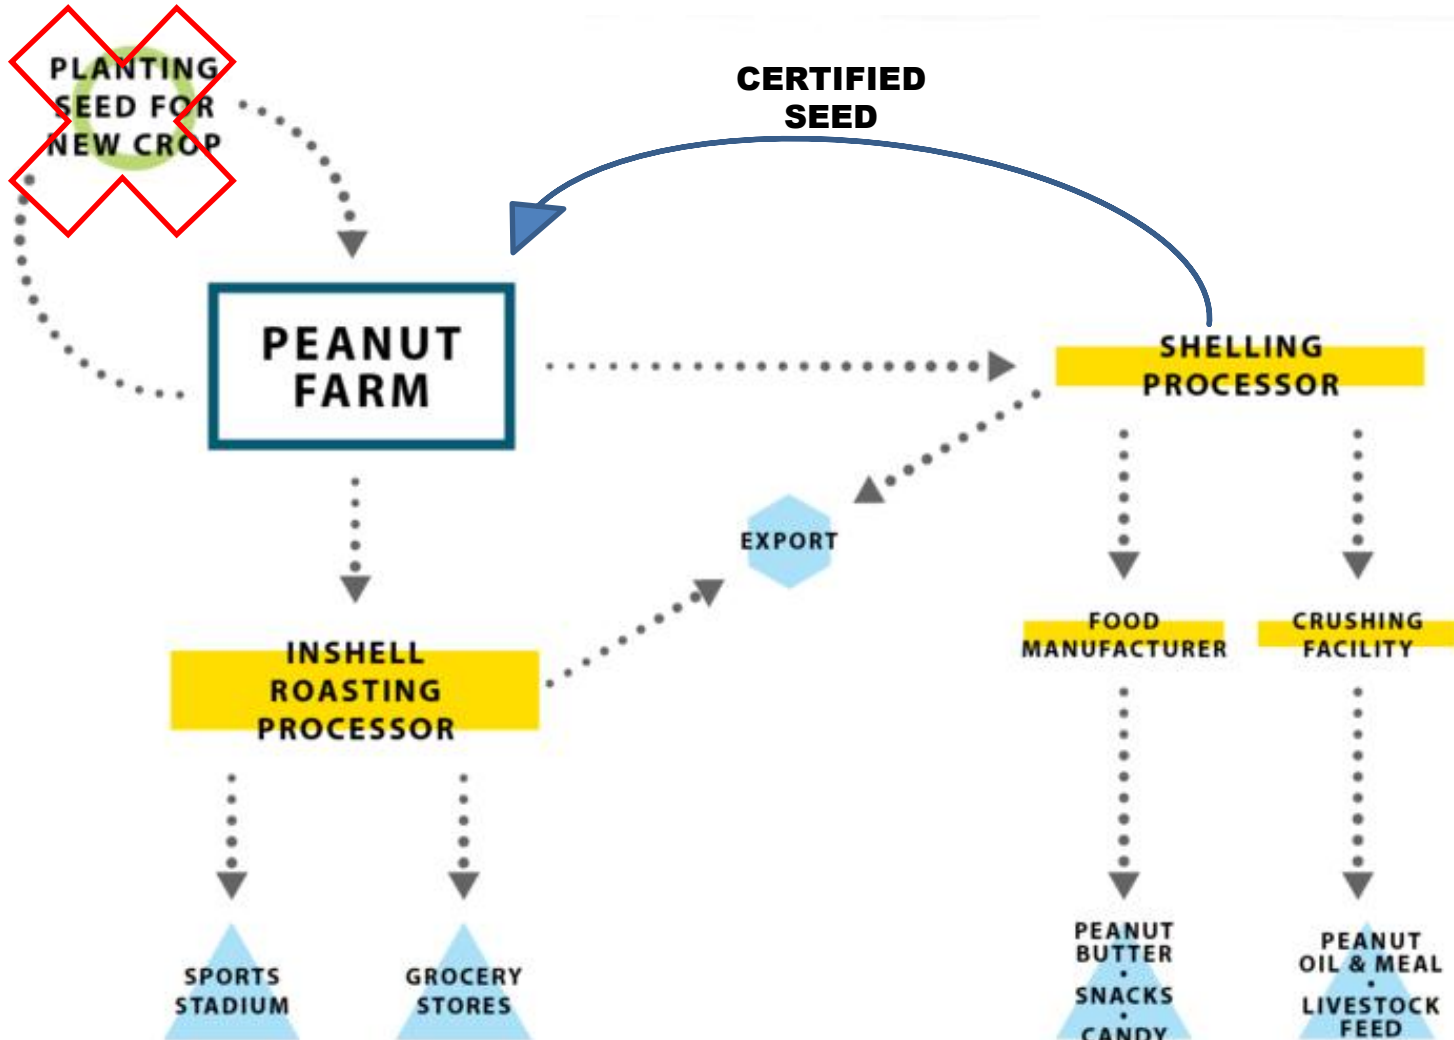 PLANTING
SEED FOR
NEW CROP
CERTIFIED
SEED
PEANUT
FARM
SHELLING
PROCESSOR
EXPORT
INSHELL
ROASTING
PROCESSOR
FOOD
MANUFACTURER
CRUSHING
FACILITY
SPORTS
STADIUM
GROCERY
STORES
PEANUT
BUTTER
•
SNACKS
•
CANDY
PEANUT
OIL & MEAL
•
LIVESTOCK
FEED